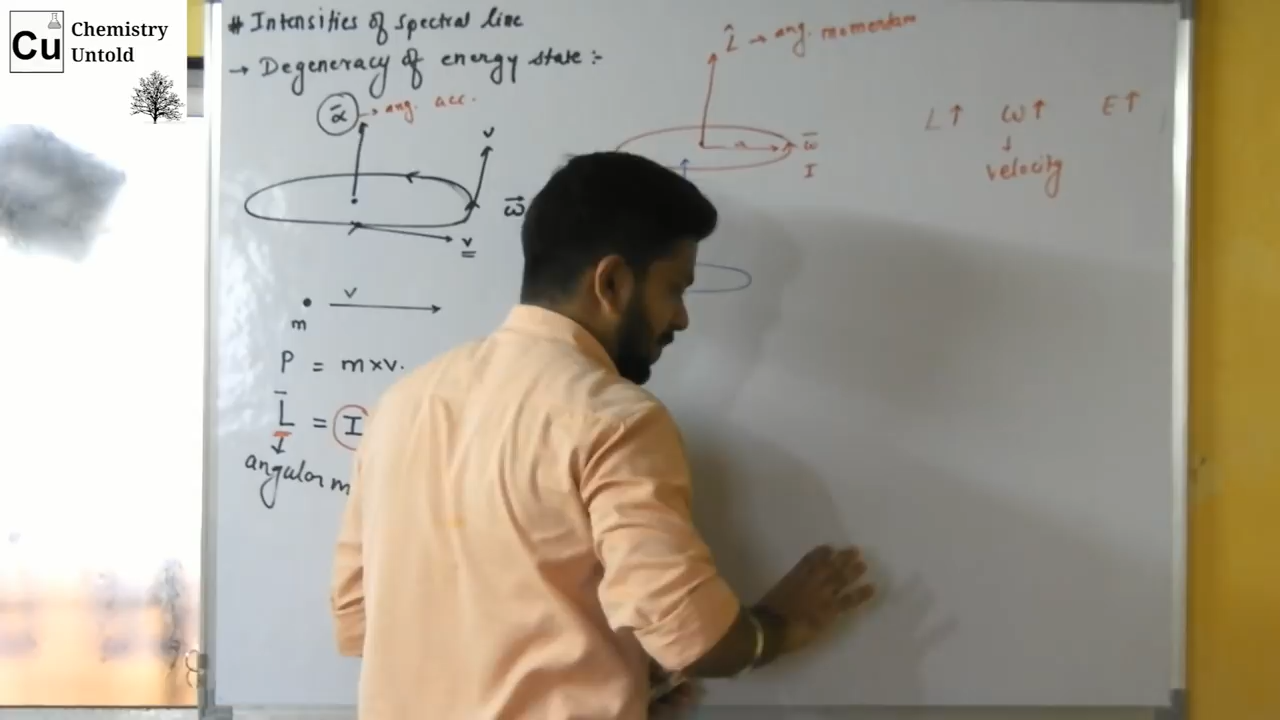 Cu Chemistry
Untold
# Intensities of spectral line
→ Degeneracy of energy state :-
ᾱ → ang. acc.
v
v
ω⃗
m
v
P = m×v.
L̄ = I
angular m
L̂ → ang. momentum
r
ω̄
I
L↑ ω↑ E↑
↓
velocity